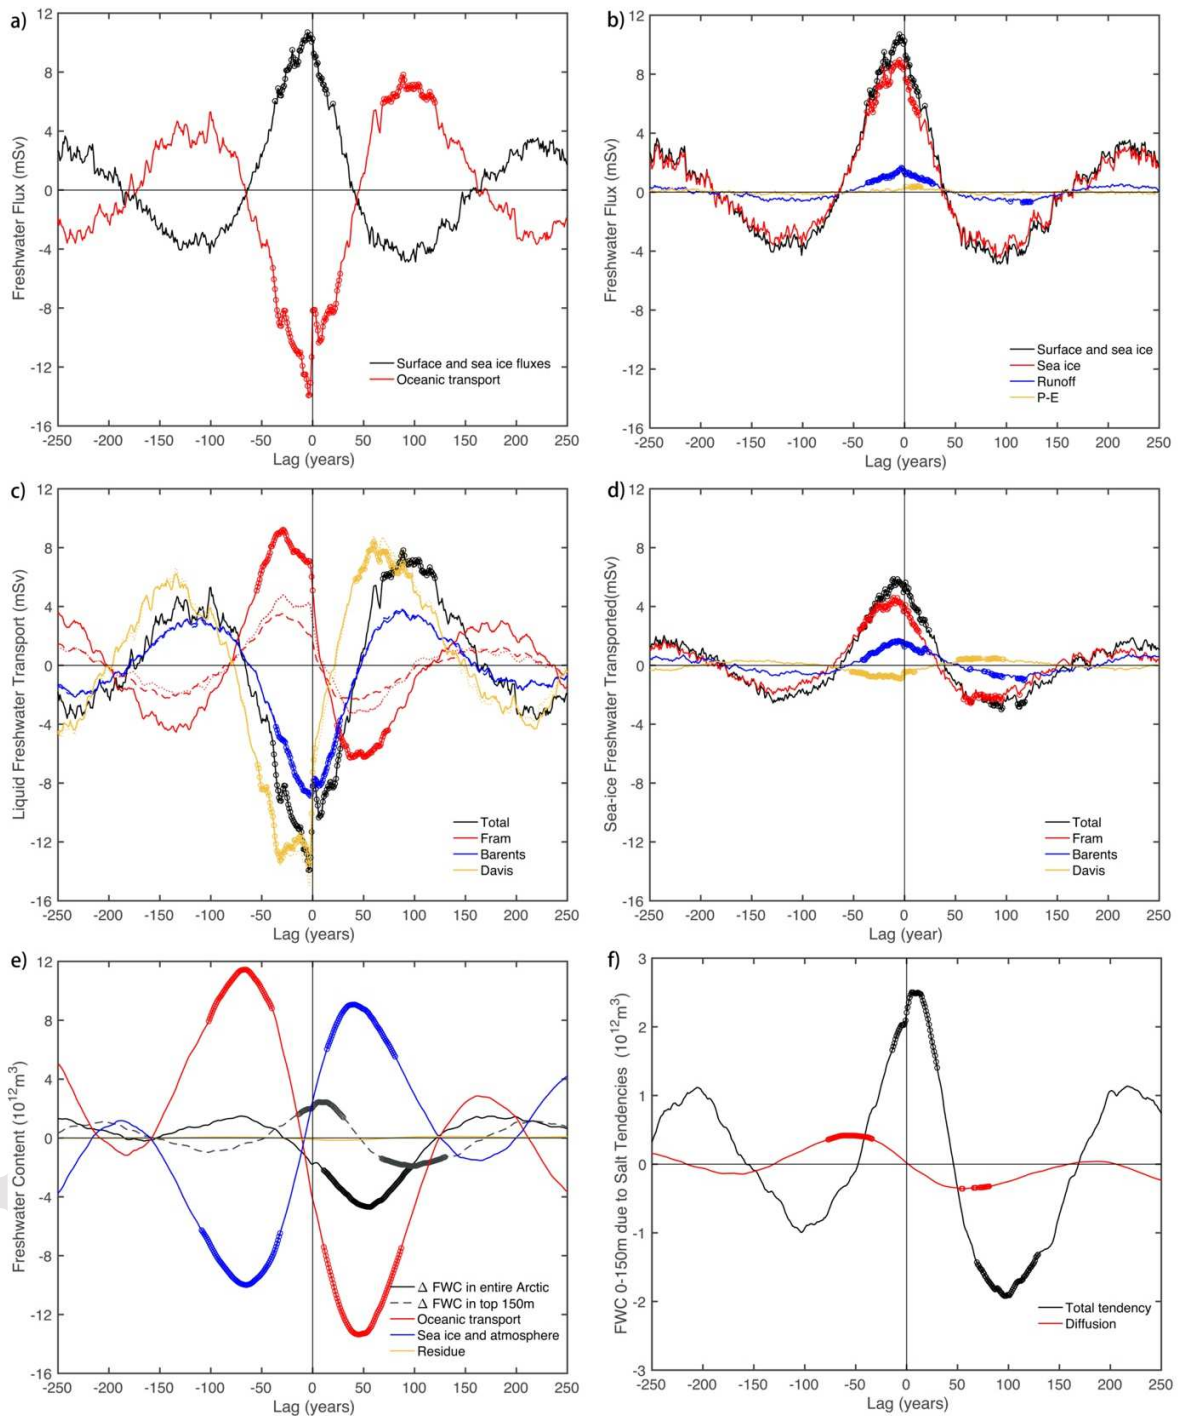 a)
12
8
4
0
-4
-8
-12
-16
Freshwater Flux (mSv)
Surface and sea ice fluxes
Oceanic transport
-250 -200 -150 -100 -50 0 50 100 150 200 250
Lag (years)
b)
12
8
4
0
-4
-8
-12
-16
Freshwater Flux (mSv)
Surface and sea ice
Sea ice
Runoff
P-E
-250 -200 -150 -100 -50 0 50 100 150 200 250
Lag (years)
c)
12
8
4
0
-4
-8
-12
-16
Liquid Freshwater Transport (mSv)
Total
Fram
Barents
Davis
-250 -200 -150 -100 -50 0 50 100 150 200 250
Lag (years)
d)
12
8
4
0
-4
-8
-12
-16
Sea-ice Freshwater Transported(mSv)
Total
Fram
Barents
Davis
-250 -200 -150 -100 -50 0 50 100 150 200 250
Lag (year)
e)
12
8
4
0
-4
-8
-12
-16
Freshwater Content (10¹²m³)
Δ FWC in entire Arctic
Δ FWC in top 150m
Oceanic transport
Sea ice and atmosphere
Residue
-250 -200 -150 -100 -50 0 50 100 150 200 250
Lag (years)
f)
3
2
1
0
-1
-2
-3
FWC 0-150m due to Salt Tendencies (10¹²m³)
Total tendency
Diffusion
-250 -200 -150 -100 -50 0 50 100 150 200 250
Lag (years)